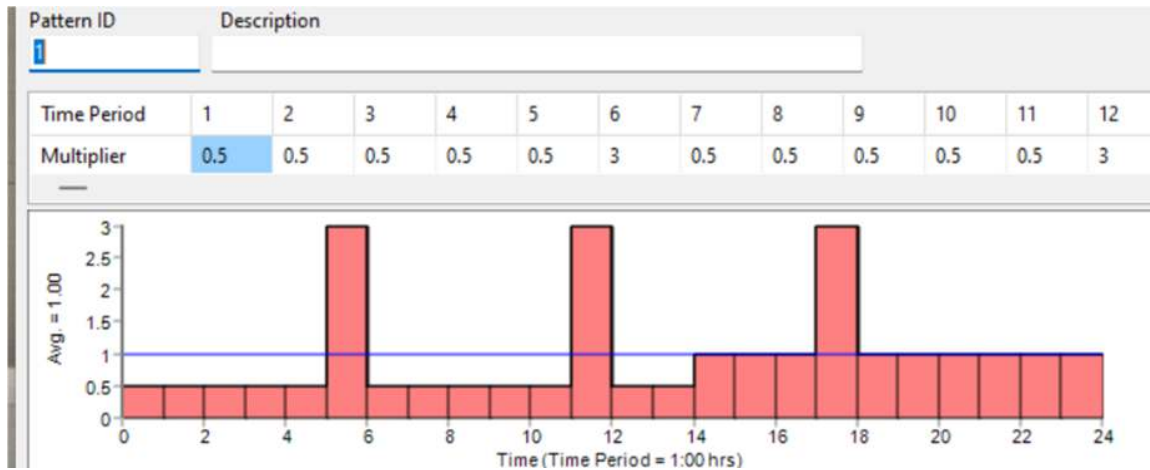 Pattern ID Description
1
Time Period 1 2 3 4 5 6 7 8 9 10 11 12
Multiplier 0.5 0.5 0.5 0.5 0.5 3 0.5 0.5 0.5 0.5 0.5 3
3
2.5
2
1.5
1
0.5
0
Avg. = 1.00
0 2 4 6 8 10 12 14 16 18 20 22 24
Time (Time Period = 1:00 hrs)